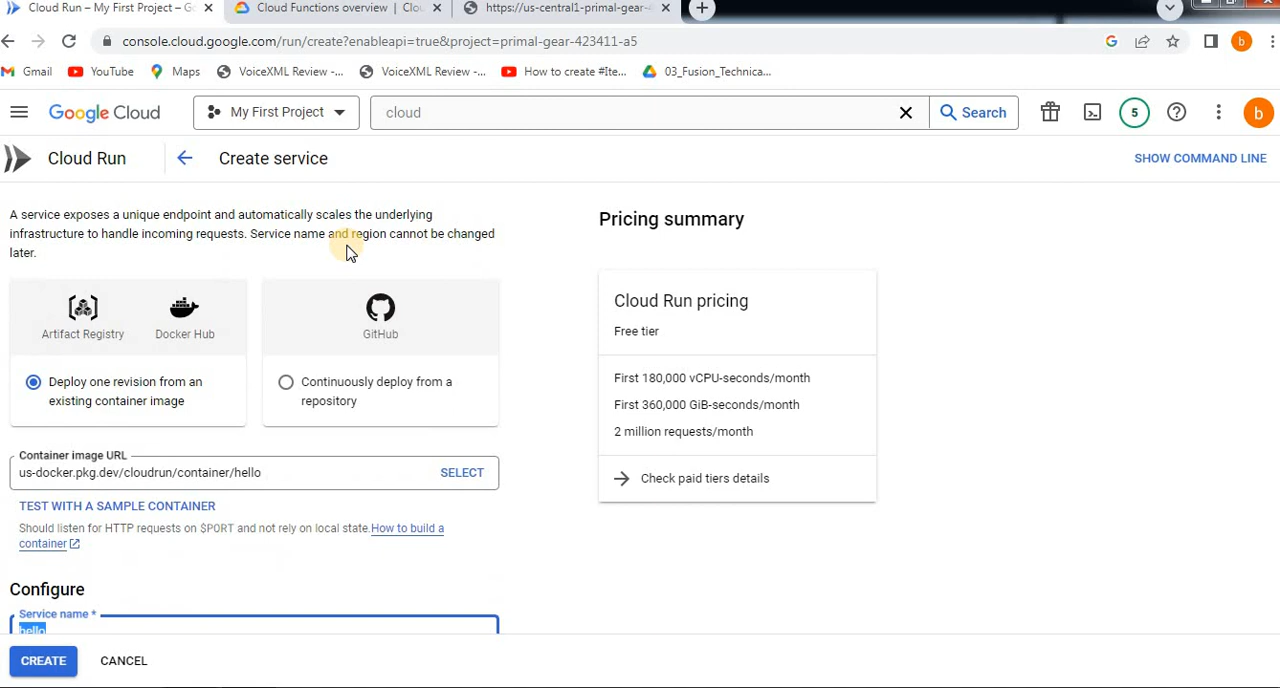 Cloud Run – My First Project – G
Cloud Functions overview | Clou
https://us-central1-primal-gear-4
console.cloud.google.com/run/create?enableapi=true&project=primal-gear-423411-a5
b
Gmail
YouTube
Maps
VoiceXML Review -...
VoiceXML Review -...
How to create #Ite...
03_Fusion_Technica...
Google Cloud
My First Project
cloud
Search
5
b
Cloud Run
Create service
SHOW COMMAND LINE
A service exposes a unique endpoint and automatically scales the underlying
infrastructure to handle incoming requests. Service name and region cannot be changed
later.
Artifact Registry
Docker Hub
GitHub
Deploy one revision from an
existing container image
Continuously deploy from a
repository
Container image URL
us-docker.pkg.dev/cloudrun/container/hello
SELECT
TEST WITH A SAMPLE CONTAINER
Should listen for HTTP requests on $PORT and not rely on local state. How to build a
container
Configure
Service name *
hello
CREATE
CANCEL
Pricing summary
Cloud Run pricing
Free tier
First 180,000 vCPU-seconds/month
First 360,000 GiB-seconds/month
2 million requests/month
Check paid tiers details